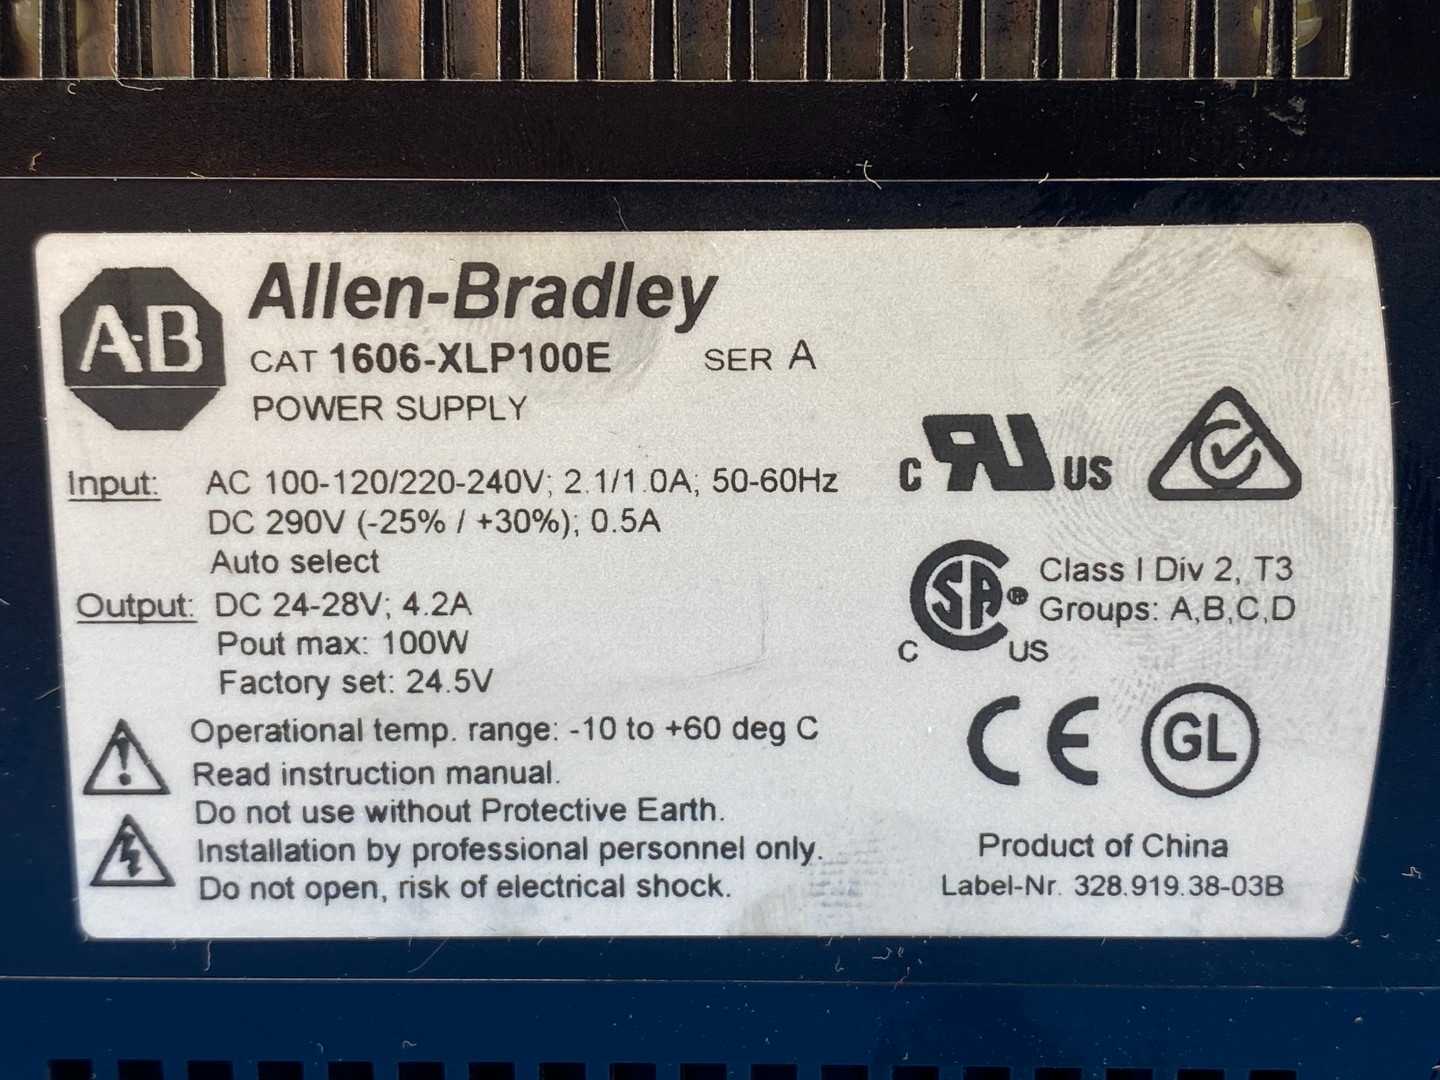 A-B
Allen-Bradley
CAT 1606-XLP100E SER A
POWER SUPPLY
Input: AC 100-120/220-240V; 2.1/1.0A; 50-60Hz
DC 290V (-25% / +30%); 0.5A
Auto select
Output: DC 24-28V; 4.2A
Pout max: 100W
Factory set: 24.5V
Operational temp. range: -10 to +60 deg C
Read instruction manual.
Do not use without Protective Earth.
Installation by professional personnel only.
Do not open, risk of electrical shock.
C RU US
C SA® US
Class I Div 2, T3
Groups: A,B,C,D
CE GL
Product of China
Label-Nr. 328.919.38-03B